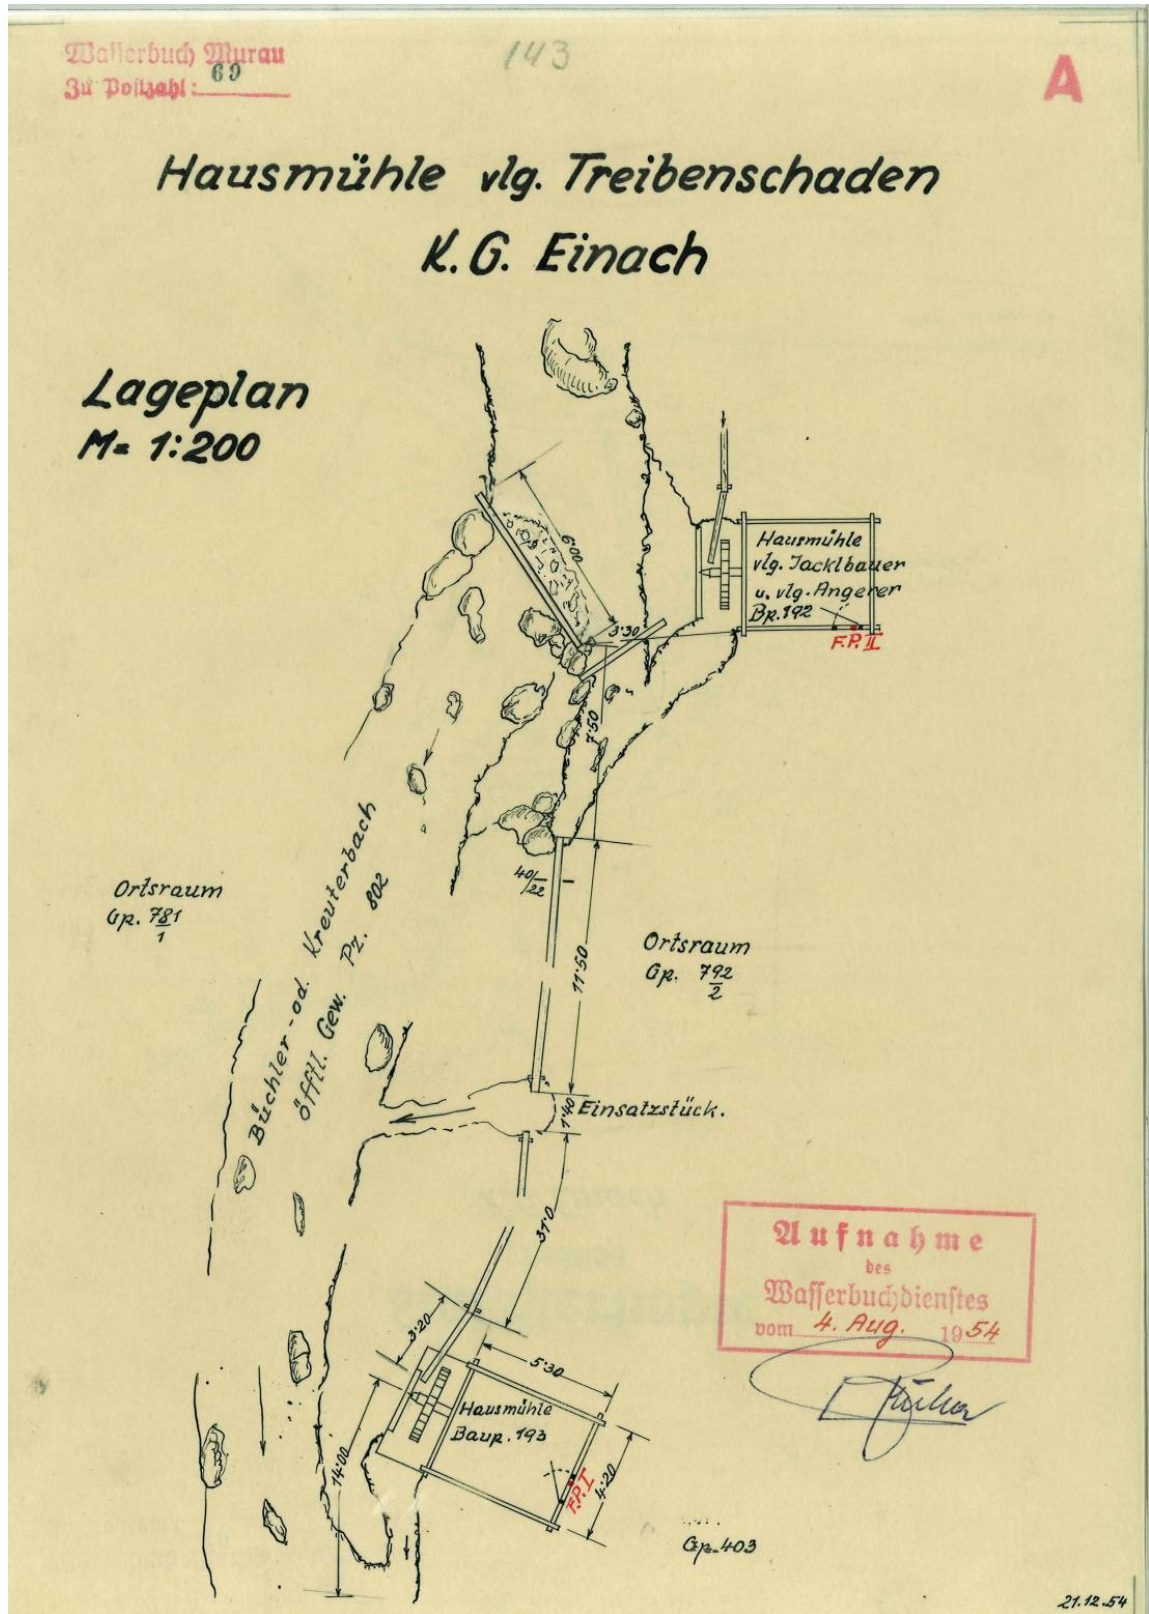 Wasserbuch Murau
Zu Postzahl: 69
143
A
Hausmühle vlg. Treibenschaden
K.G. Einach
Lageplan
M= 1:200
6·00
Hausmühle
vlg. Jacklbauer
u. vlg. Angerer
Bp. 192
F.P. II
3·30
7·50
40/22
Ortsraum
Gp. 781/1
Büchler- od. Kreuterbach
öfftl. Gew. Pz. 802
Ortsraum
Gp. 792/2
11·50
1·40
Einsatzstück.
31·0
3·20
5·30
Hausmühle
Baup. 193
F.P. I
4·20
14·00
Gp. 403
Aufnahme
des
Wasserbuchdienstes
vom 4. Aug. 1954
21.12.54